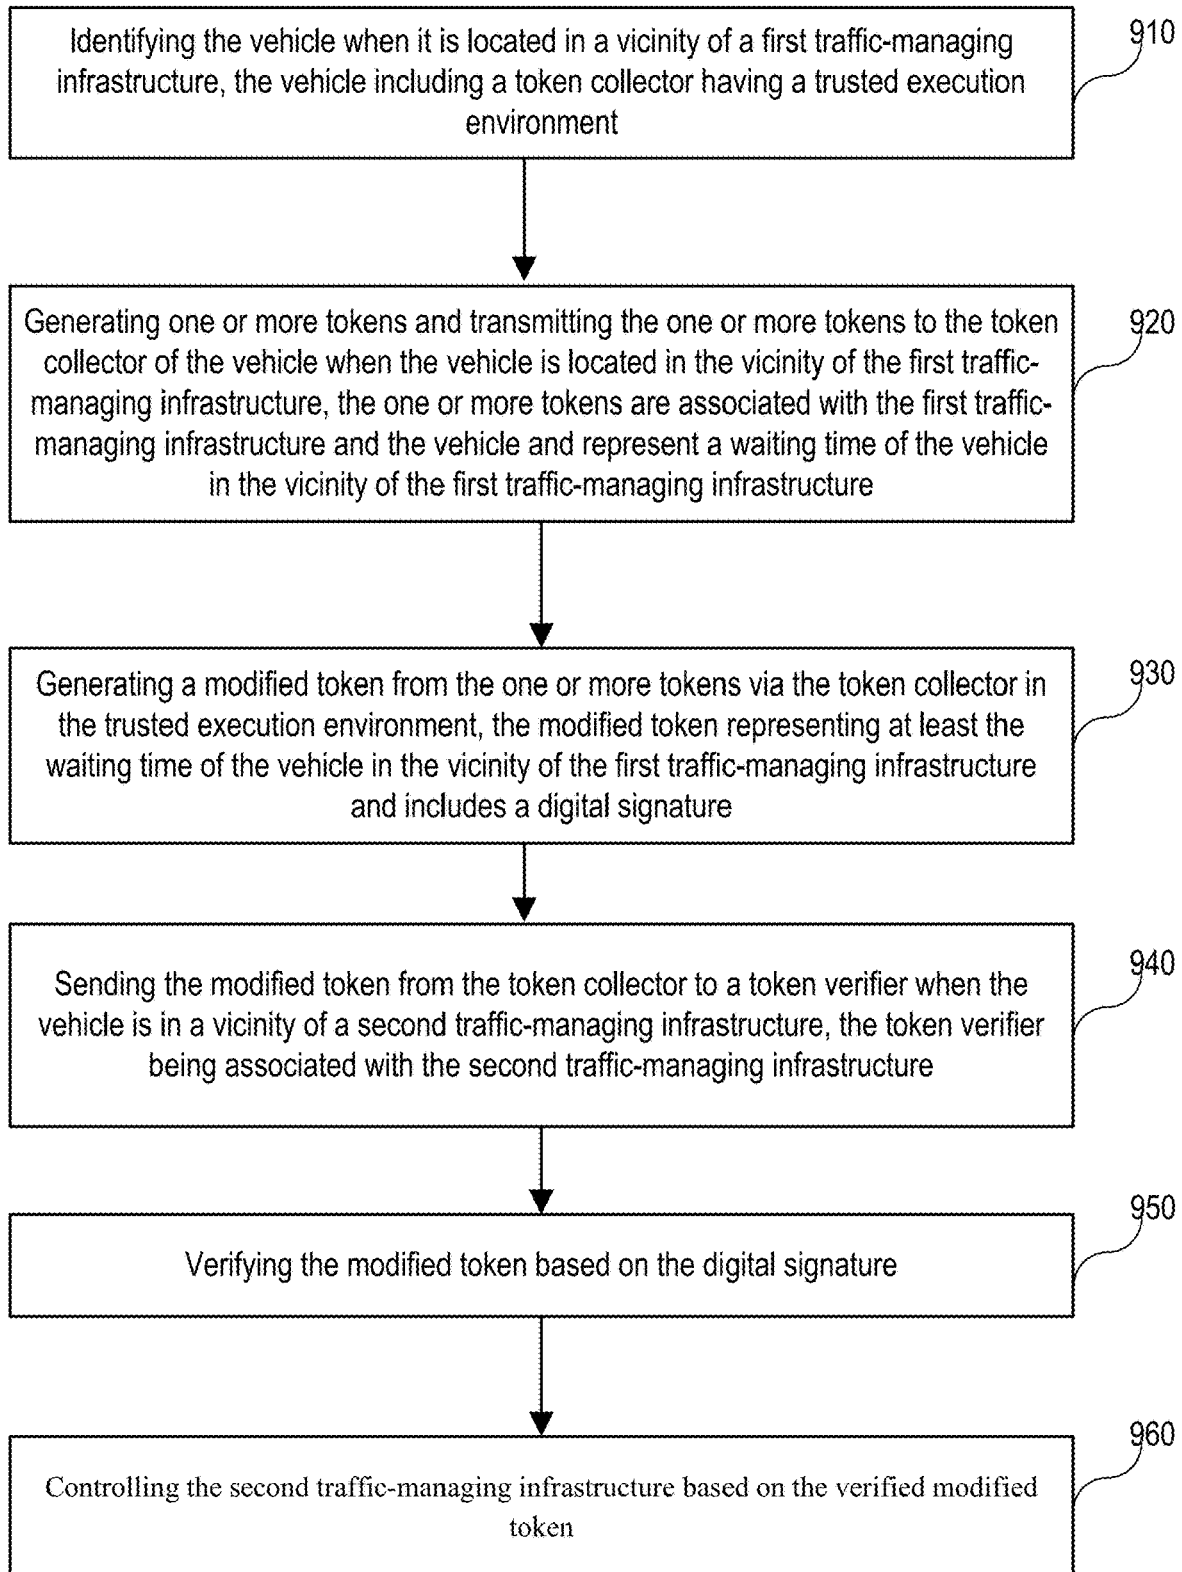 Identifying the vehicle when it is located in a vicinity of a first traffic-managing
infrastructure, the vehicle including a token collector having a trusted execution
environment
910
Generating one or more tokens and transmitting the one or more tokens to the token
collector of the vehicle when the vehicle is located in the vicinity of the first traffic-
managing infrastructure, the one or more tokens are associated with the first traffic-
managing infrastructure and the vehicle and represent a waiting time of the vehicle
in the vicinity of the first traffic-managing infrastructure
920
Generating a modified token from the one or more tokens via the token collector in
the trusted execution environment, the modified token representing at least the
waiting time of the vehicle in the vicinity of the first traffic-managing infrastructure
and includes a digital signature
930
Sending the modified token from the token collector to a token verifier when the
vehicle is in a vicinity of a second traffic-managing infrastructure, the token verifier
being associated with the second traffic-managing infrastructure
940
Verifying the modified token based on the digital signature
950
Controlling the second traffic-managing infrastructure based on the verified modified
token
960